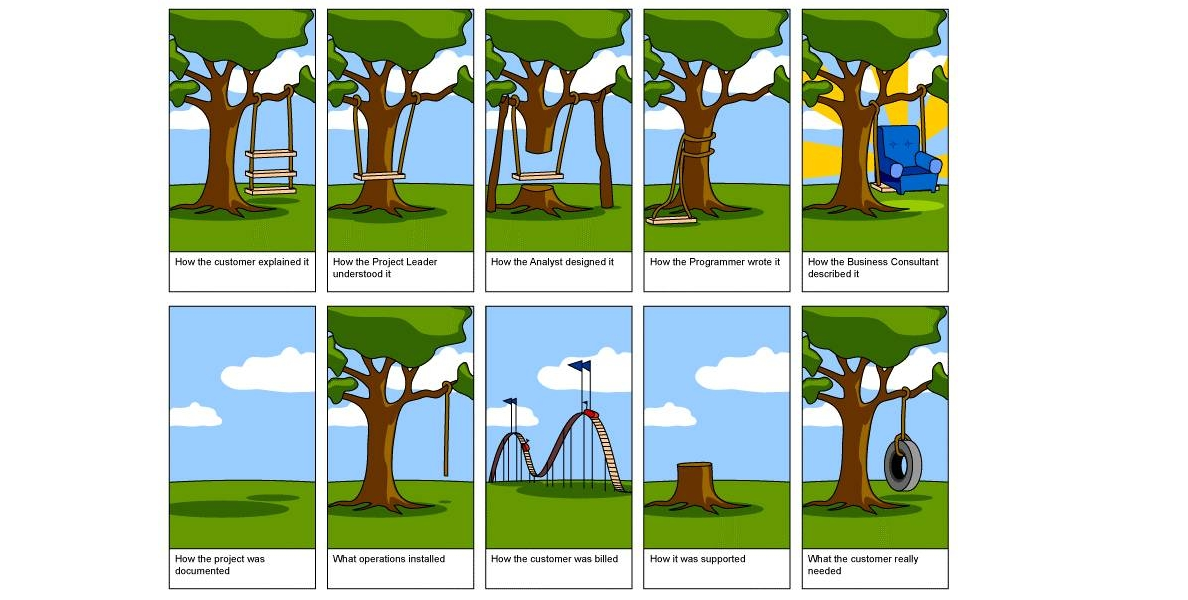 How the customer explained it
How the Project Leader
understood it
How the Analyst designed it
How the Programmer wrote it
How the Business Consultant
described it
How the project was
documented
What operations installed
How the customer was billed
How it was supported
What the customer really
needed